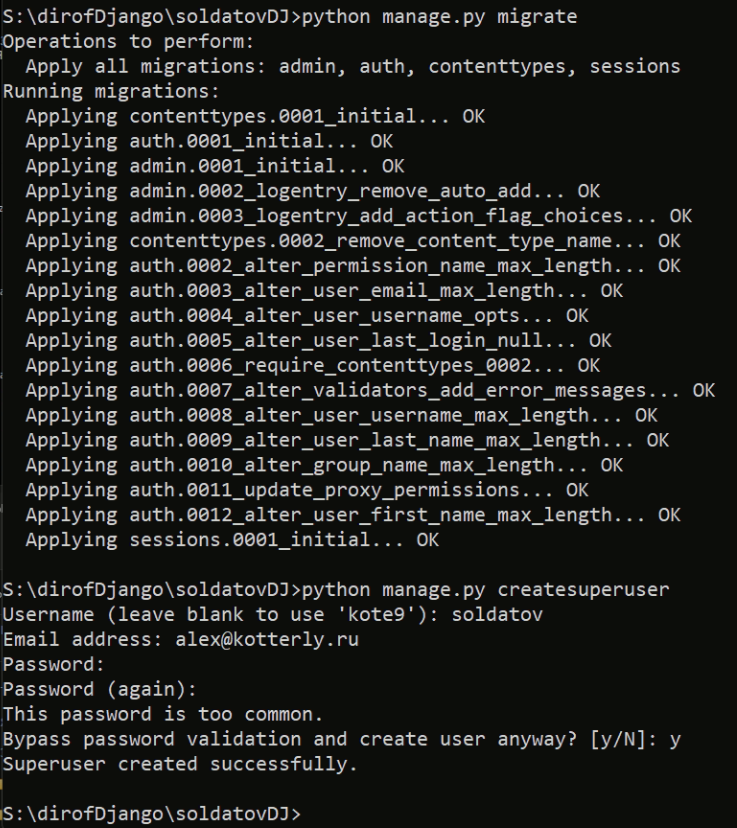 S:\dirofDjango\soldatovDJ>python manage.py migrate
Operations to perform:
  Apply all migrations: admin, auth, contenttypes, sessions
Running migrations:
  Applying contenttypes.0001_initial... OK
  Applying auth.0001_initial... OK
  Applying admin.0001_initial... OK
  Applying admin.0002_logentry_remove_auto_add... OK
  Applying admin.0003_logentry_add_action_flag_choices... OK
  Applying contenttypes.0002_remove_content_type_name... OK
  Applying auth.0002_alter_permission_name_max_length... OK
  Applying auth.0003_alter_user_email_max_length... OK
  Applying auth.0004_alter_user_username_opts... OK
  Applying auth.0005_alter_user_last_login_null... OK
  Applying auth.0006_require_contenttypes_0002... OK
  Applying auth.0007_alter_validators_add_error_messages... OK
  Applying auth.0008_alter_user_username_max_length... OK
  Applying auth.0009_alter_user_last_name_max_length... OK
  Applying auth.0010_alter_group_name_max_length... OK
  Applying auth.0011_update_proxy_permissions... OK
  Applying auth.0012_alter_user_first_name_max_length... OK
  Applying sessions.0001_initial... OK
S:\dirofDjango\soldatovDJ>python manage.py createsuperuser
Username (leave blank to use 'kote9'): soldatov
Email address: alex@kotterly.ru
Password:
Password (again):
This password is too common.
Bypass password validation and create user anyway? [y/N]: y
Superuser created successfully.
S:\dirofDjango\soldatovDJ>